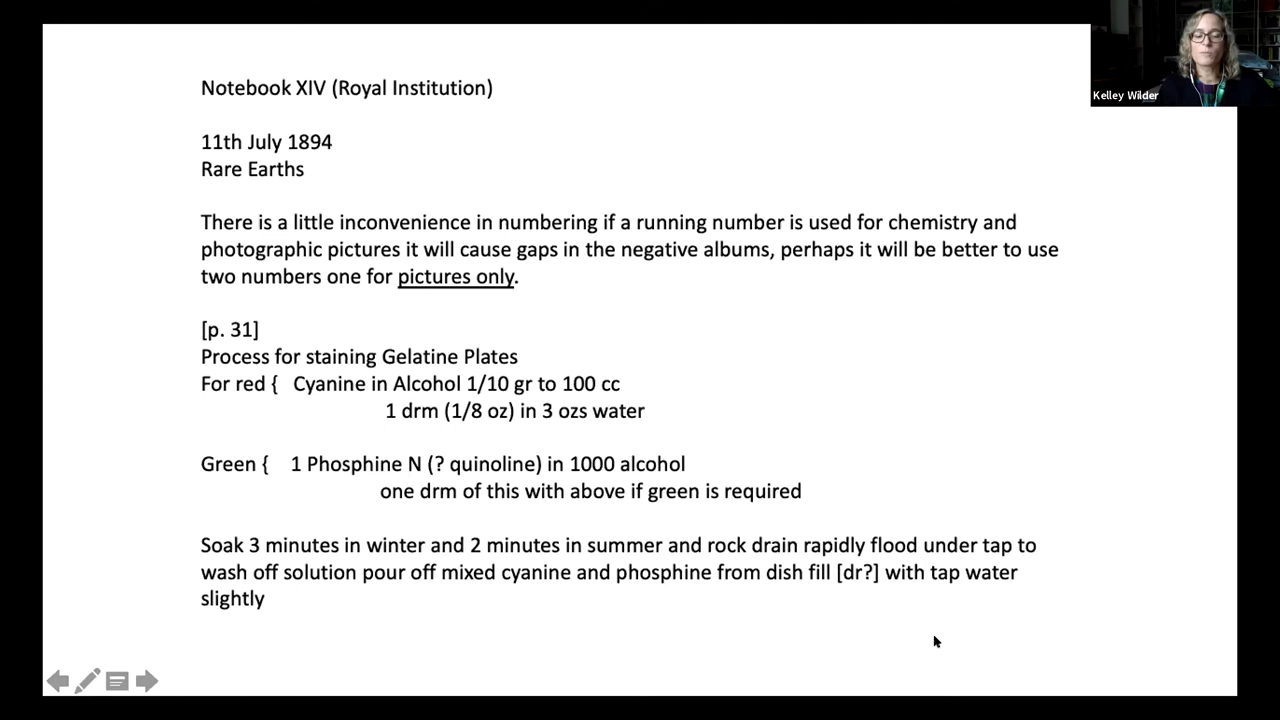 Notebook XIV (Royal Institution)
11th July 1894
Rare Earths
There is a little inconvenience in numbering if a running number is used for chemistry and
photographic pictures it will cause gaps in the negative albums, perhaps it will be better to use
two numbers one for pictures only.
[p. 31]
Process for staining Gelatine Plates
For red { Cyanine in Alcohol 1/10 gr to 100 cc
1 drm (1/8 oz) in 3 ozs water
Green { 1 Phosphine N (? quinoline) in 1000 alcohol
one drm of this with above if green is required
Soak 3 minutes in winter and 2 minutes in summer and rock drain rapidly flood under tap to
wash off solution pour off mixed cyanine and phosphine from dish fill [dr?] with tap water
slightly
Kelley Wilder